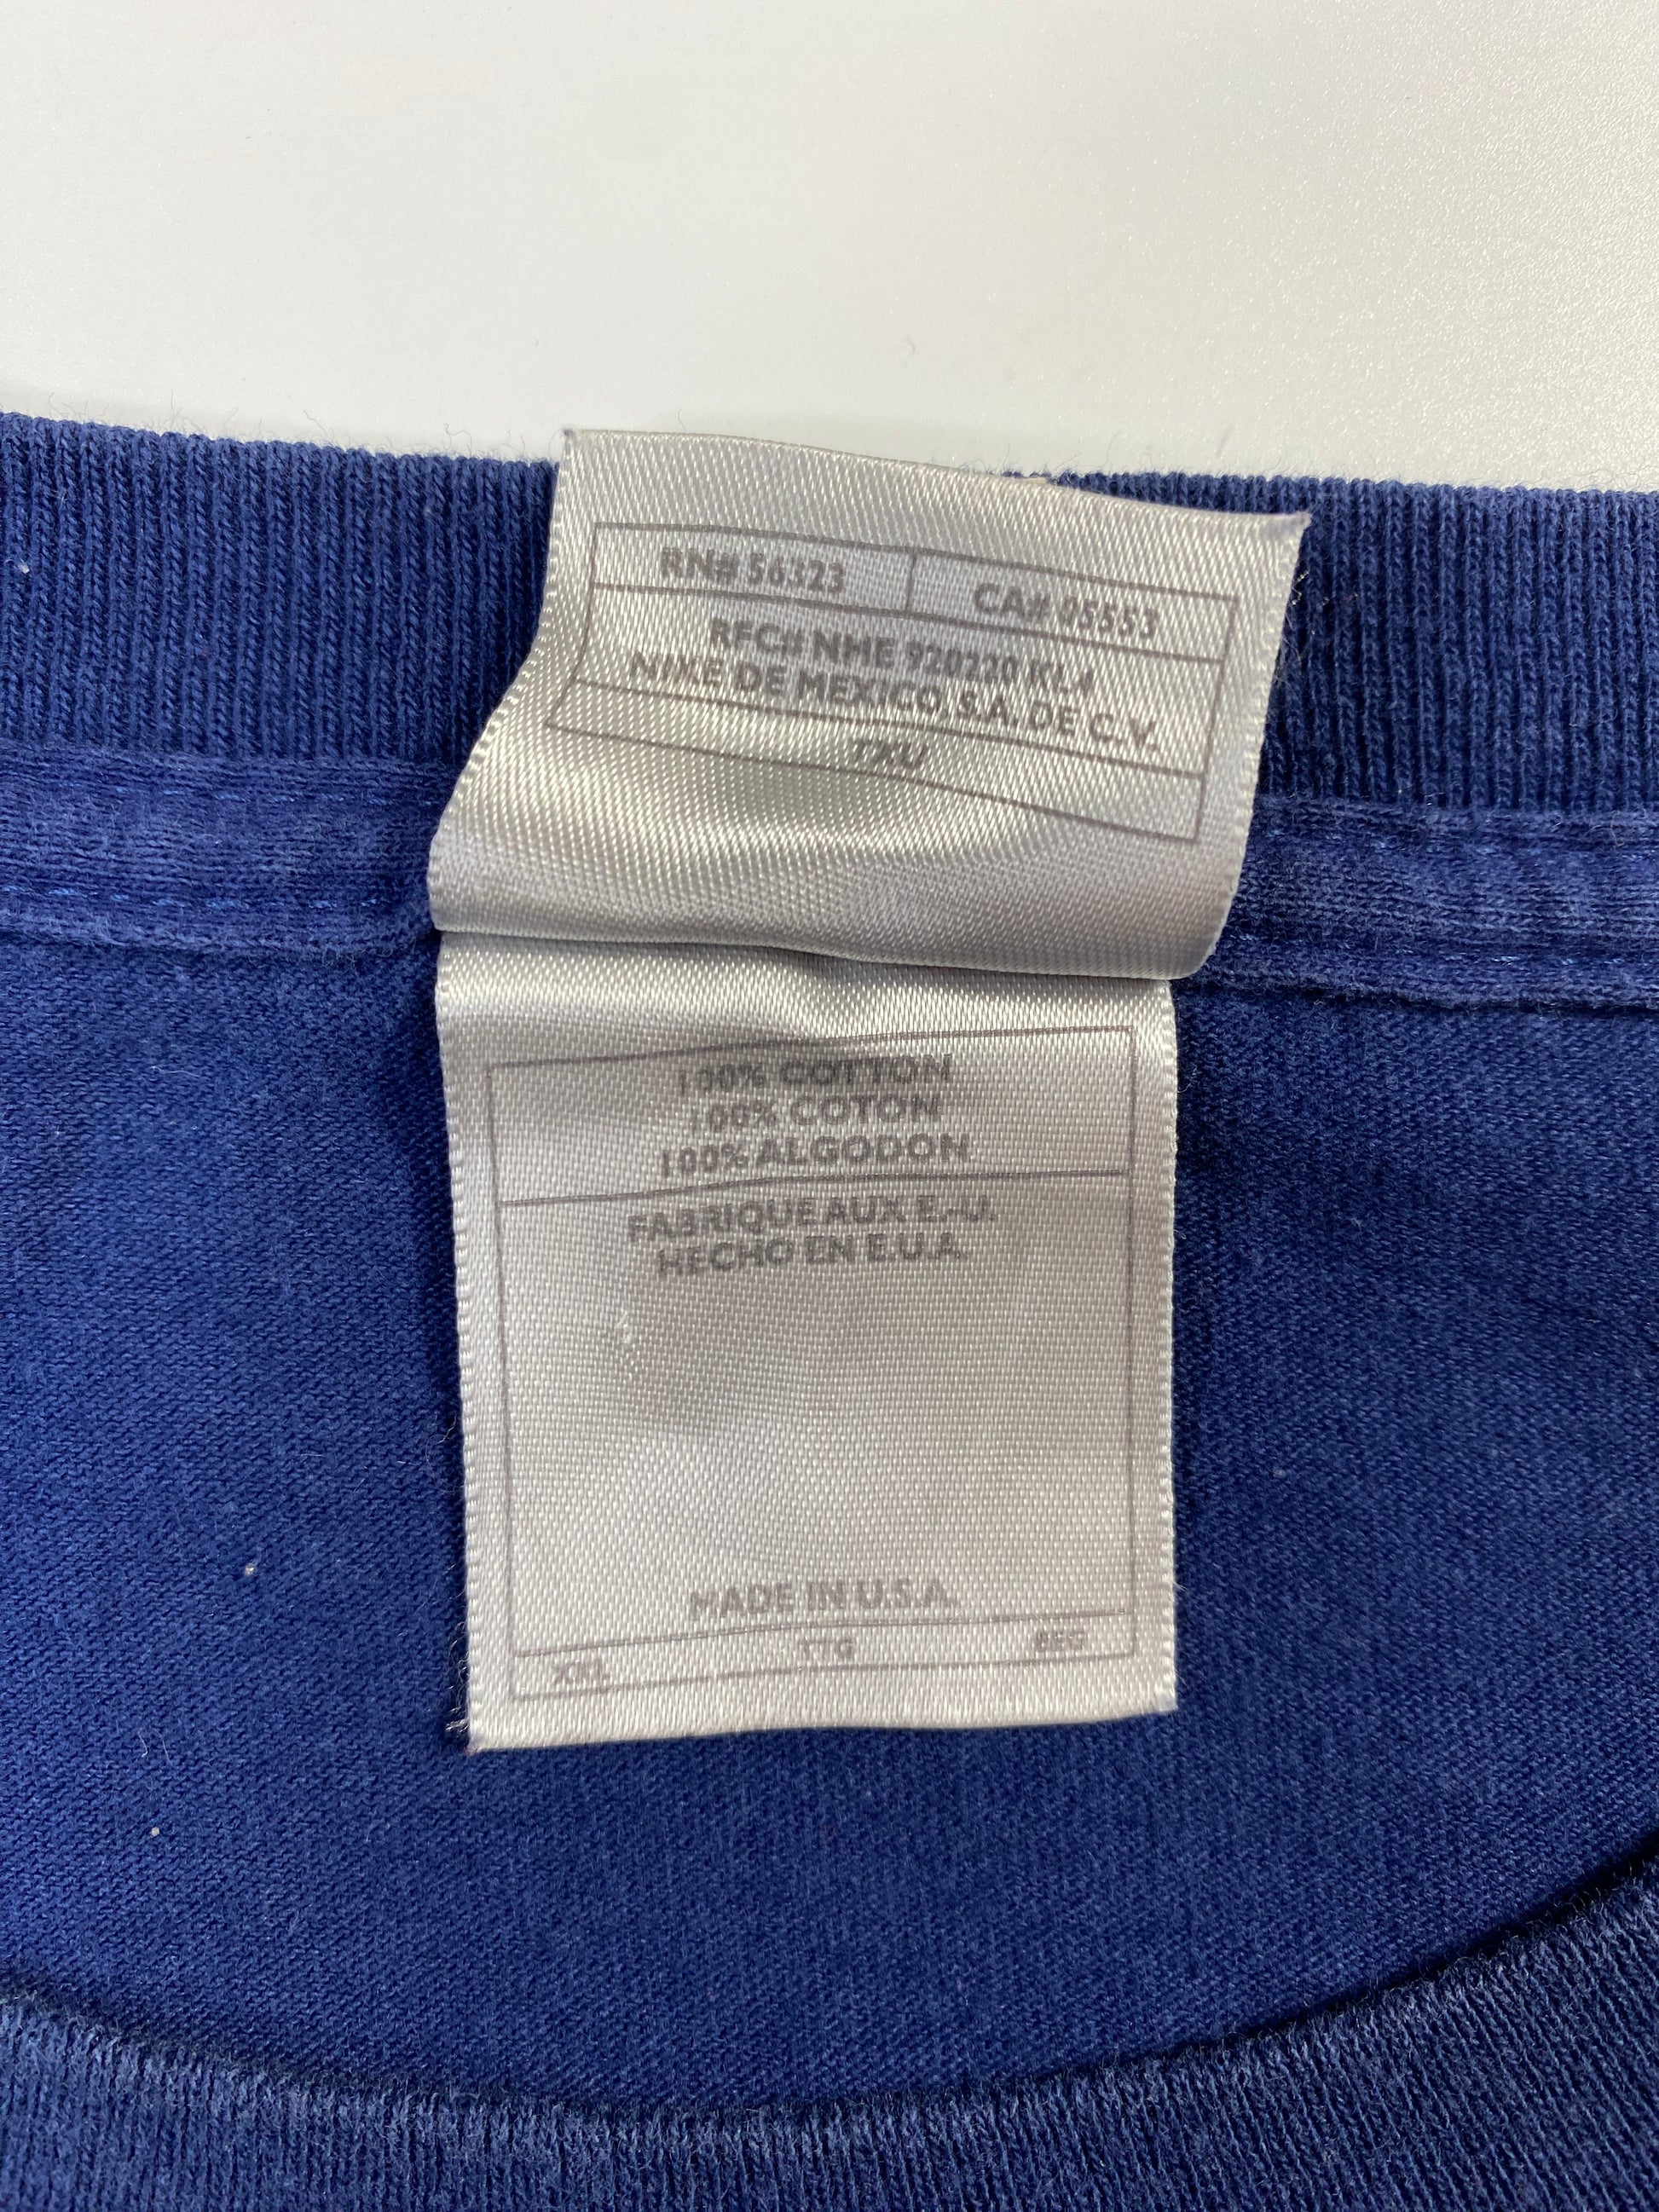 RN# 56323 CA# 05553
RFC# NHE 920220 KL4
NIKE DE MEXICO, S.A. DE C.V.
TXU
100% COTTON
100% COTON
100% ALGODON
FABRIQUE AUX E.-U.
HECHO EN E.U.A.
MADE IN U.S.A.
XXL TTG